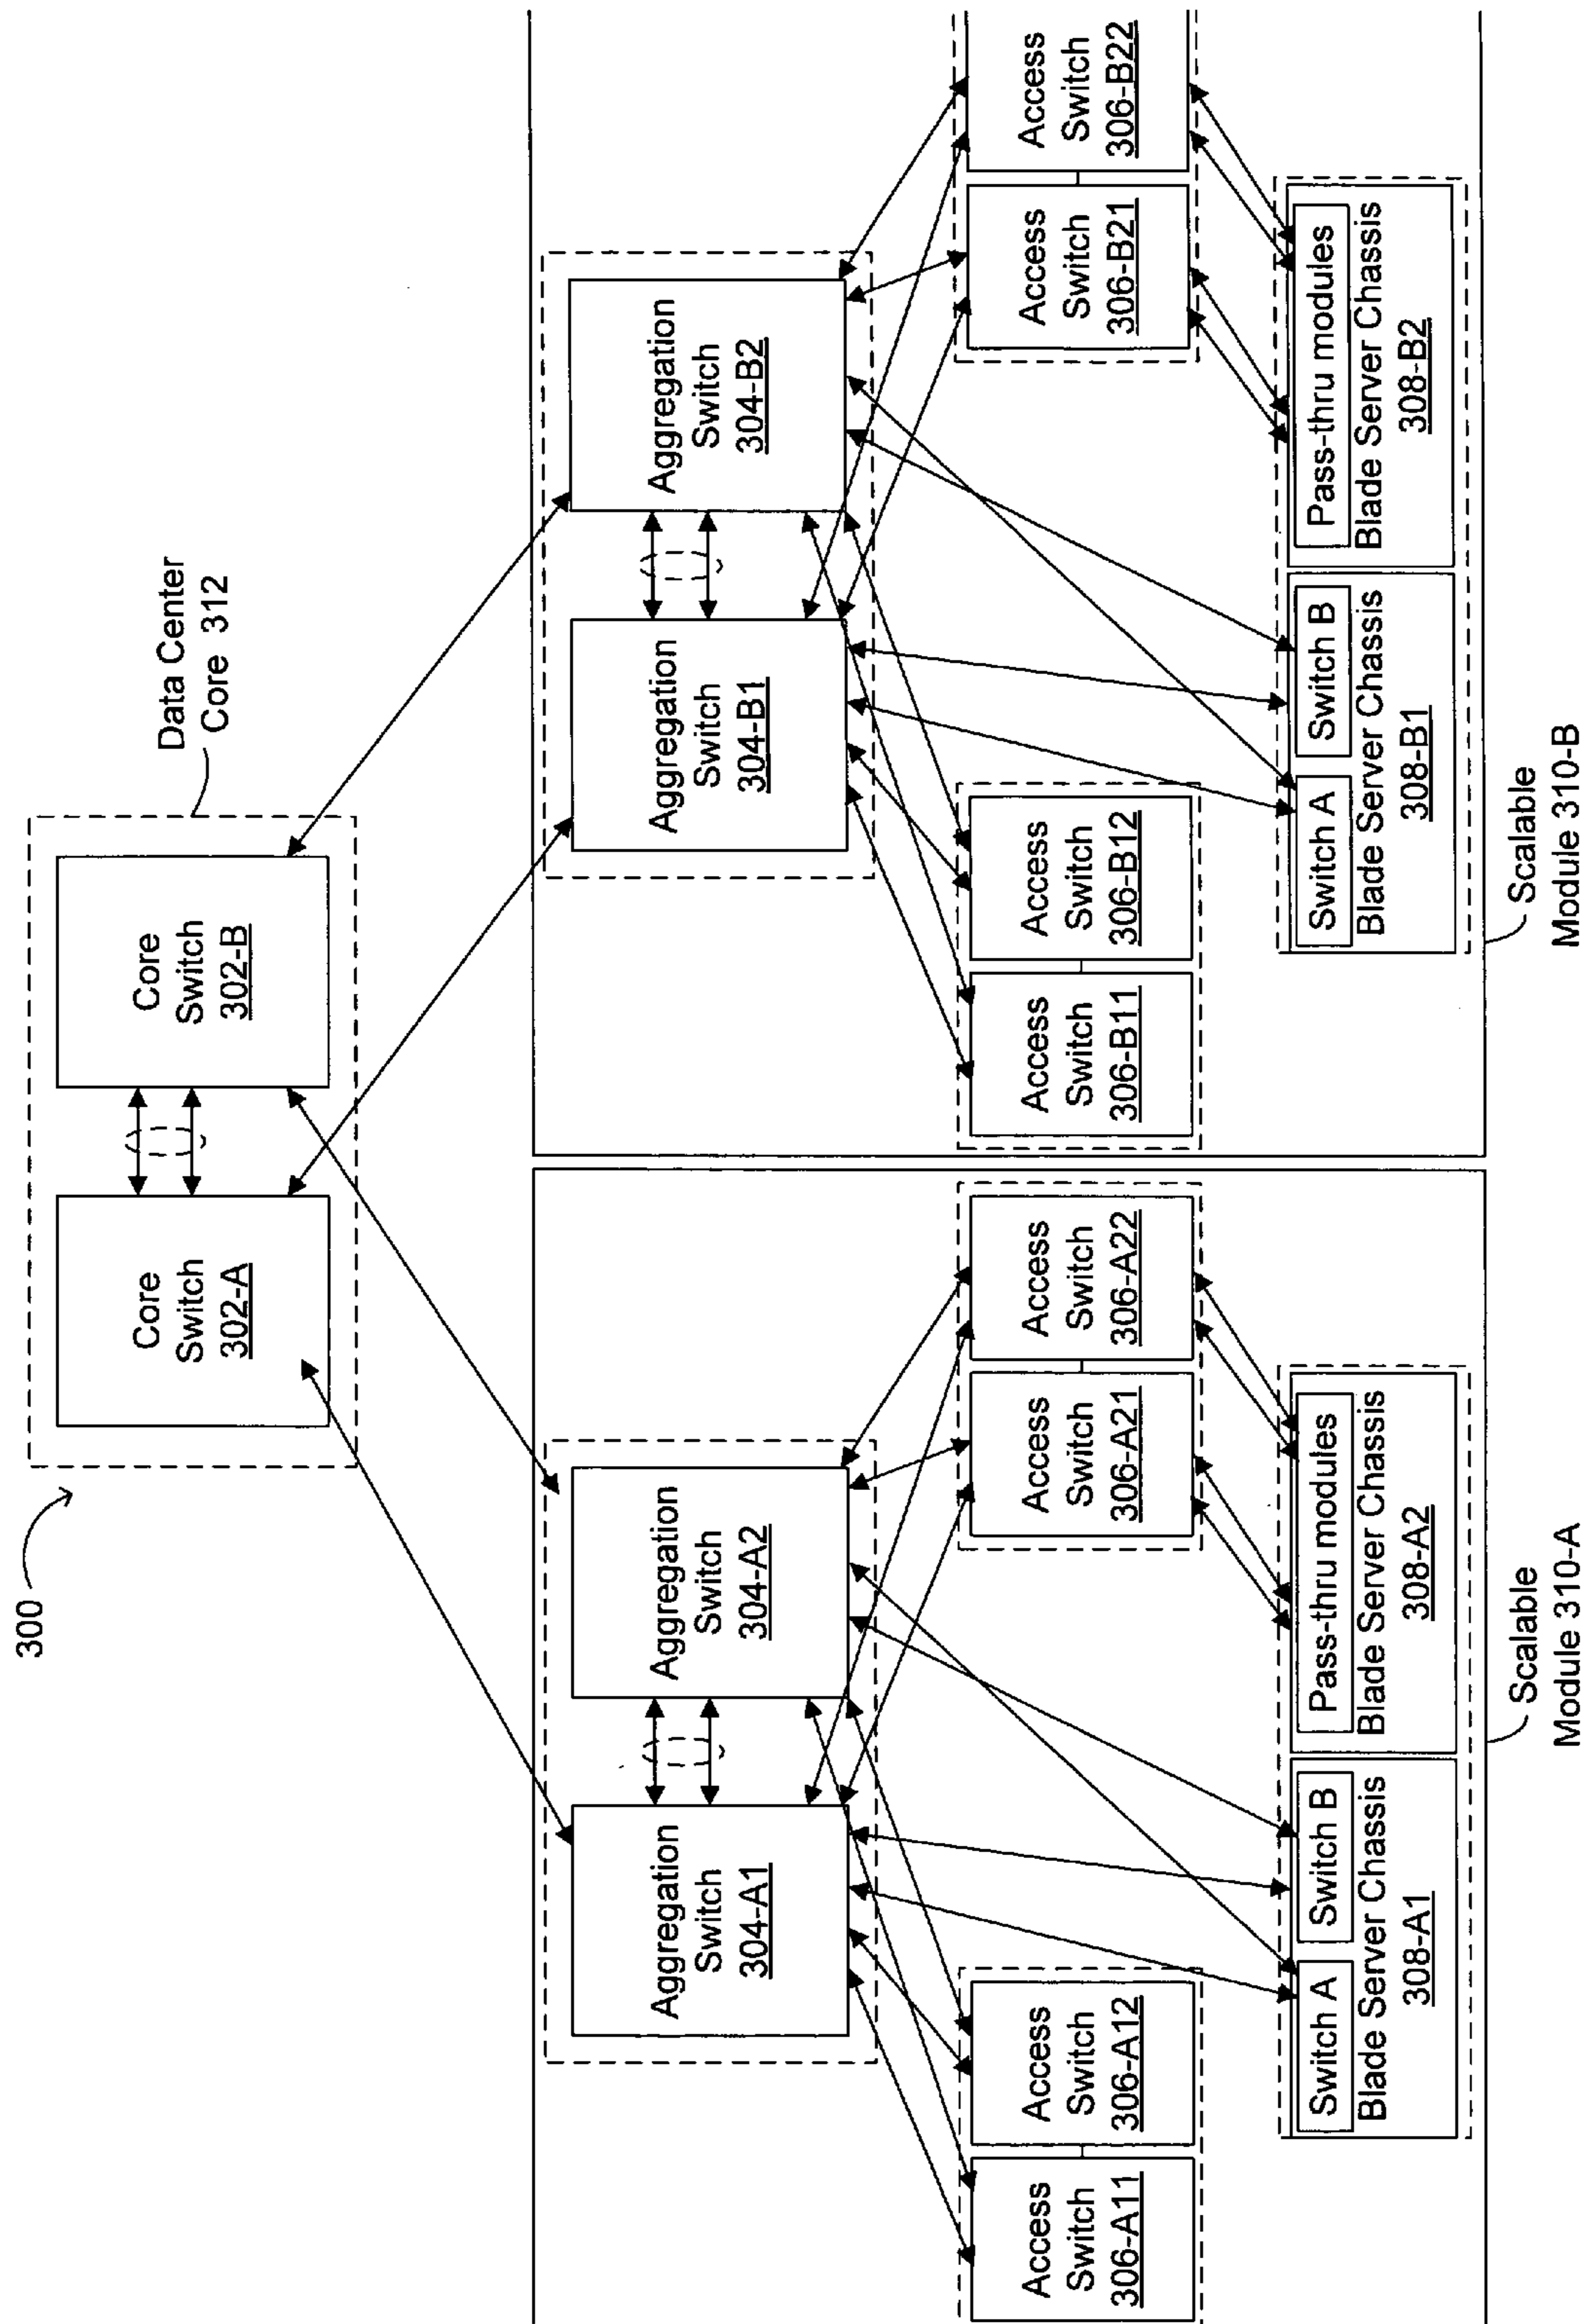 300
Data Center
Core 312
Core
Switch
302-A
Core
Switch
302-B
Aggregation
Switch
304-A1
Aggregation
Switch
304-A2
Aggregation
Switch
304-B1
Aggregation
Switch
304-B2
Access
Switch
306-A11
Access
Switch
306-A12
Access
Switch
306-A21
Access
Switch
306-A22
Access
Switch
306-B11
Access
Switch
306-B12
Access
Switch
306-B21
Access
Switch
306-B22
Switch A
Switch B
Blade Server Chassis
308-A1
Pass-thru modules
Blade Server Chassis
308-A2
Switch A
Switch B
Blade Server Chassis
308-B1
Pass-thru modules
Blade Server Chassis
308-B2
Scalable
Module 310-A
Scalable
Module 310-B